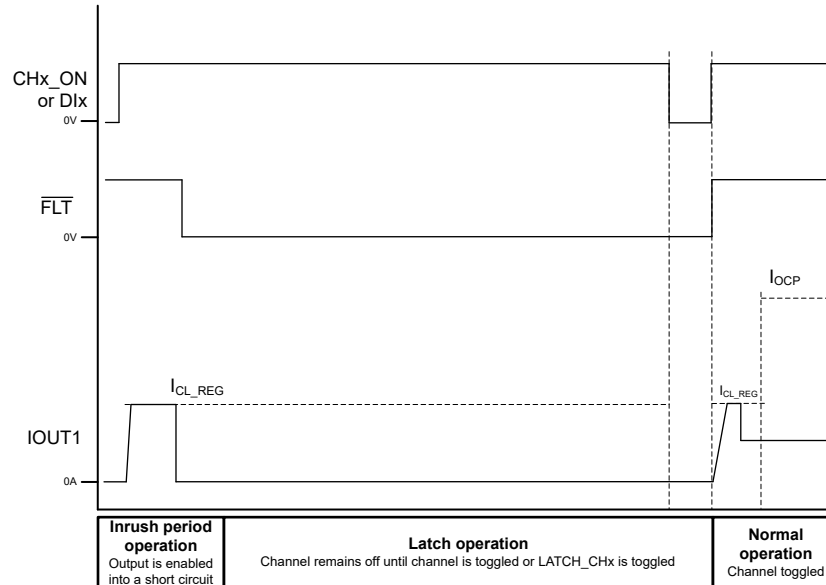 CHx_ON
or DIx
0V
FLT
0V
IOCP
ICL_REG
ICL_REG
IOUT1
0A
Inrush period
operation
Output is enabled
into a short circuit
Latch operation
Channel remains off until channel is toggled or LATCH_CHx is toggled
Normal
operation
Channel toggled